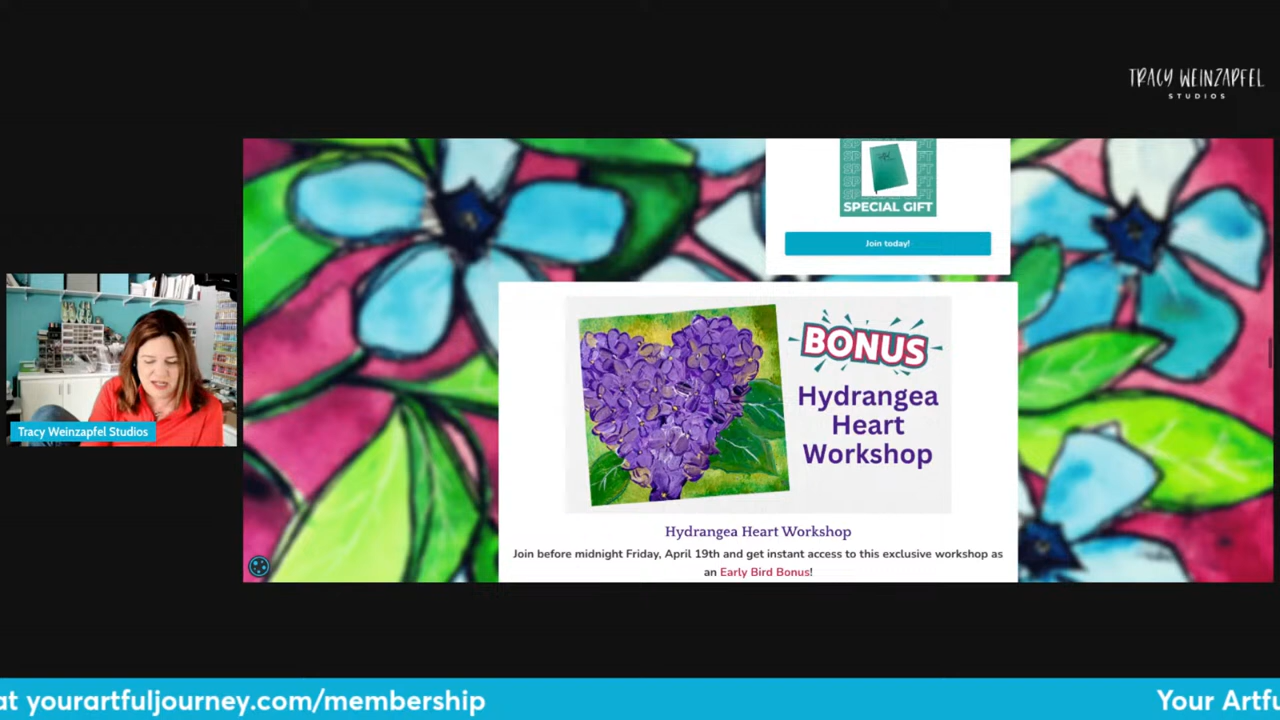 TRACY WEINZAPFEL
STUDIOS
SPECIAL GIFT
Join today!
BONUS
Hydrangea
Heart
Workshop
Hydrangea Heart Workshop
Join before midnight Friday, April 19th and get instant access to this exclusive workshop as
an Early Bird Bonus!
Tracy Weinzapfel Studios
at yourartfuljourney.com/membership
Your Artfu